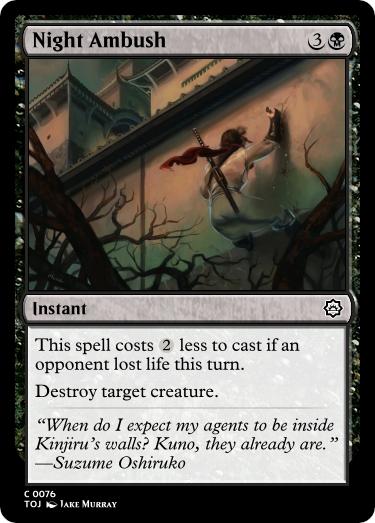 Night Ambush 3
Instant
This spell costs 2 less to cast if an
opponent lost life this turn.
Destroy target creature.
“When do I expect my agents to be inside
Kinjiru’s walls? Kuno, they already are.”
—Suzume Oshiruko
C 0076
TOJ Jake Murray